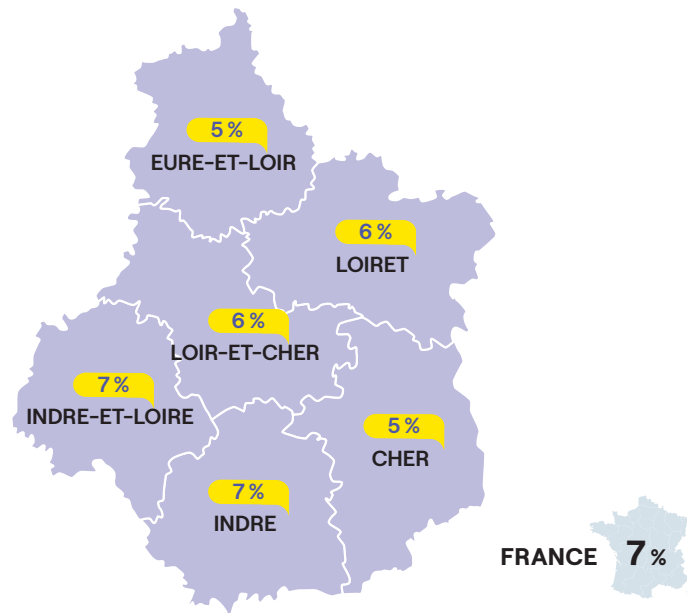 5 %
EURE-ET-LOIR
6 %
LOIRET
6 %
LOIR-ET-CHER
7 %
INDRE-ET-LOIRE
5 %
CHER
7 %
INDRE
FRANCE 7 %